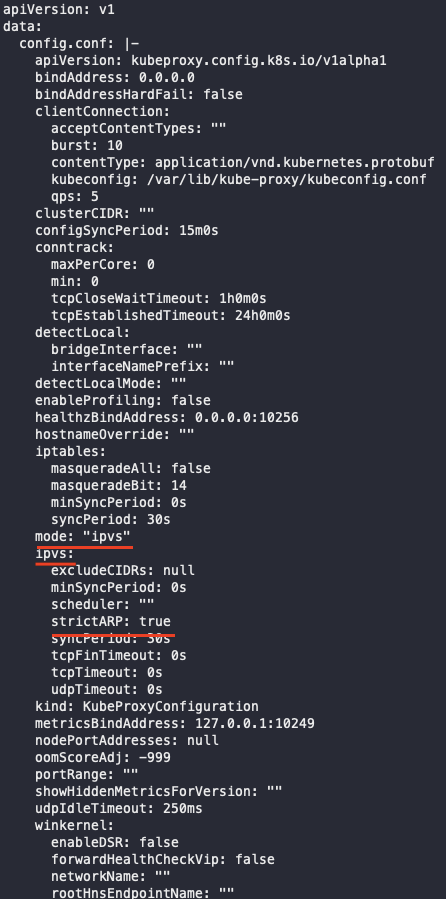 apiVersion: v1
data:
  config.conf: |-
    apiVersion: kubeproxy.config.k8s.io/v1alpha1
    bindAddress: 0.0.0.0
    bindAddressHardFail: false
    clientConnection:
      acceptContentTypes: ""
      burst: 10
      contentType: application/vnd.kubernetes.protobuf
      kubeconfig: /var/lib/kube-proxy/kubeconfig.conf
      qps: 5
    clusterCIDR: ""
    configSyncPeriod: 15m0s
    conntrack:
      maxPerCore: 0
      min: 0
      tcpCloseWaitTimeout: 1h0m0s
      tcpEstablishedTimeout: 24h0m0s
    detectLocal:
      bridgeInterface: ""
      interfaceNamePrefix: ""
    detectLocalMode: ""
    enableProfiling: false
    healthzBindAddress: 0.0.0.0:10256
    hostnameOverride: ""
    iptables:
      masqueradeAll: false
      masqueradeBit: 14
      minSyncPeriod: 0s
      syncPeriod: 30s
    mode: "ipvs"
    ipvs:
      excludeCIDRs: null
      minSyncPeriod: 0s
      scheduler: ""
      strictARP: true
      syncPeriod: 30s
      tcpFinTimeout: 0s
      tcpTimeout: 0s
      udpTimeout: 0s
    kind: KubeProxyConfiguration
    metricsBindAddress: 127.0.0.1:10249
    nodePortAddresses: null
    oomScoreAdj: -999
    portRange: ""
    showHiddenMetricsForVersion: ""
    udpIdleTimeout: 250ms
    winkernel:
      enableDSR: false
      forwardHealthCheckVip: false
      networkName: ""
      rootHnsEndpointName: ""